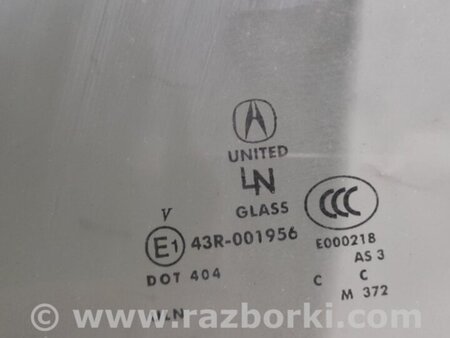 UNITED
LN
GLASS
CCC
V
E1 43R-001956
E000218
DOT 404
AS 3
C C
M 372
© www.razborki.com